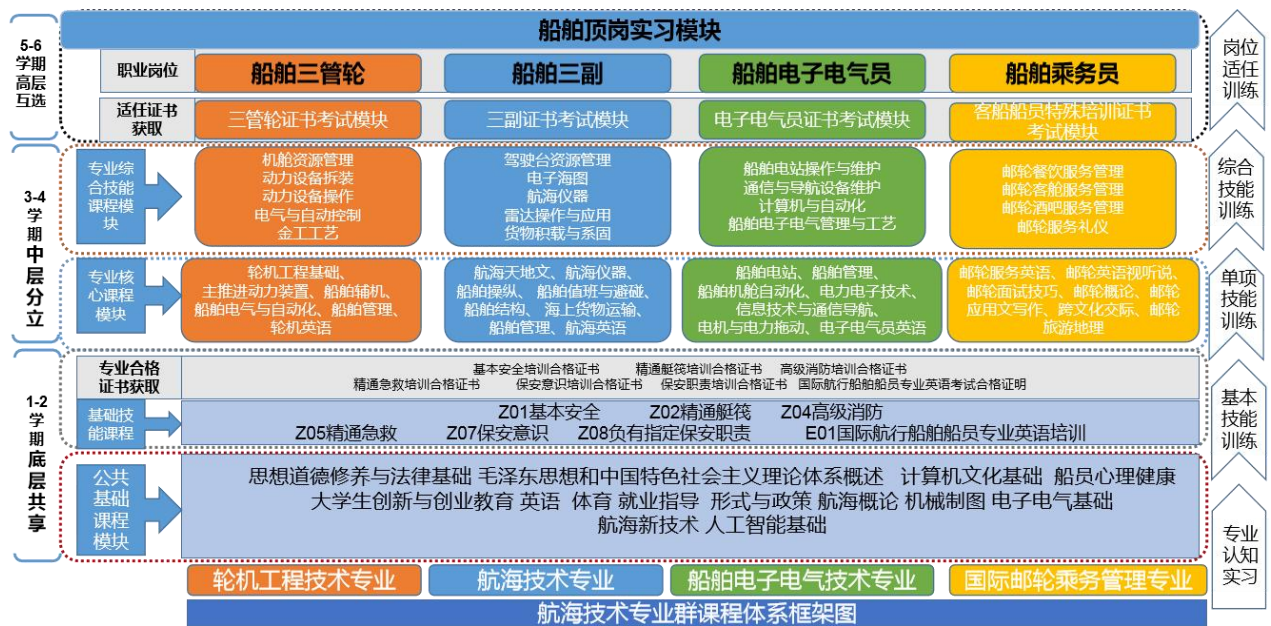 船舶顶岗实习模块
5-6
学期
高层
互选
职业岗位
船舶三管轮
船舶三副
船舶电子电气员
船舶乘务员
岗位
适任
训练
适任证书
获取
三管轮证书考试模块
三副证书考试模块
电子电气员证书考试模块
客船船员特殊培训证书
考试模块
3-4
学
期
中
层
分
立
专业综
合技能
课程模
块
机舱资源管理
动力设备拆装
动力设备操作
电气与自动控制
金工工艺
驾驶台资源管理
电子海图
航海仪器
雷达操作与应用
货物积载与系固
船舶电站操作与维护
通信与导航设备维护
计算机与自动化
船舶电子电气管理与工艺
邮轮餐饮服务管理
邮轮客舱服务管理
邮轮酒吧服务管理
邮轮服务礼仪
综合
技能
训练
专业核
心课程
模块
轮机工程基础、
主推进动力装置、船舶辅机、
船舶电气与自动化、船舶管理、
轮机英语
航海天地文、航海仪器、
船舶操纵、 船舶值班与避碰、
船舶结构、 海上货物运输、
船舶管理、航海英语
船舶电站、 船舶管理、
船舶机舱自动化、电力电子技术、
信息技术与通信导航、
电机与电力拖动、电子电气员英语
邮轮服务英语、邮轮英语视听说、
邮轮面试技巧、邮轮概论、邮轮
应用文写作、跨文化交际、邮轮
旅游地理
单项
技能
训练
1-2
学
期
底
层
共
享
专业合格
证书获取
基本安全培训合格证书 精通艇筏培训合格证书 高级消防培训合格证书
精通急救培训合格证书 保安意识培训合格证书 保安职责培训合格证书 国际航行船舶船员专业英语考试合格证明
基础技
能课程
Z01基本安全 Z02精通艇筏 Z04高级消防
Z05精通急救 Z07保安意识 Z08负有指定保安职责 E01国际航行船舶船员专业英语培训
基本
技能
训练
公共
基础
课程
模块
思想道德修养与法律基础 毛泽东思想和中国特色社会主义理论体系概述 计算机文化基础 船员心理健康
大学生创新与创业教育 英语 体育 就业指导 形式与政策 航海概论 机械制图 电子电气基础
航海新技术 人工智能基础
专业
认知
实习
轮机工程技术专业
航海技术专业
船舶电子电气技术专业
国际邮轮乘务管理专业
航海技术专业群课程体系框架图